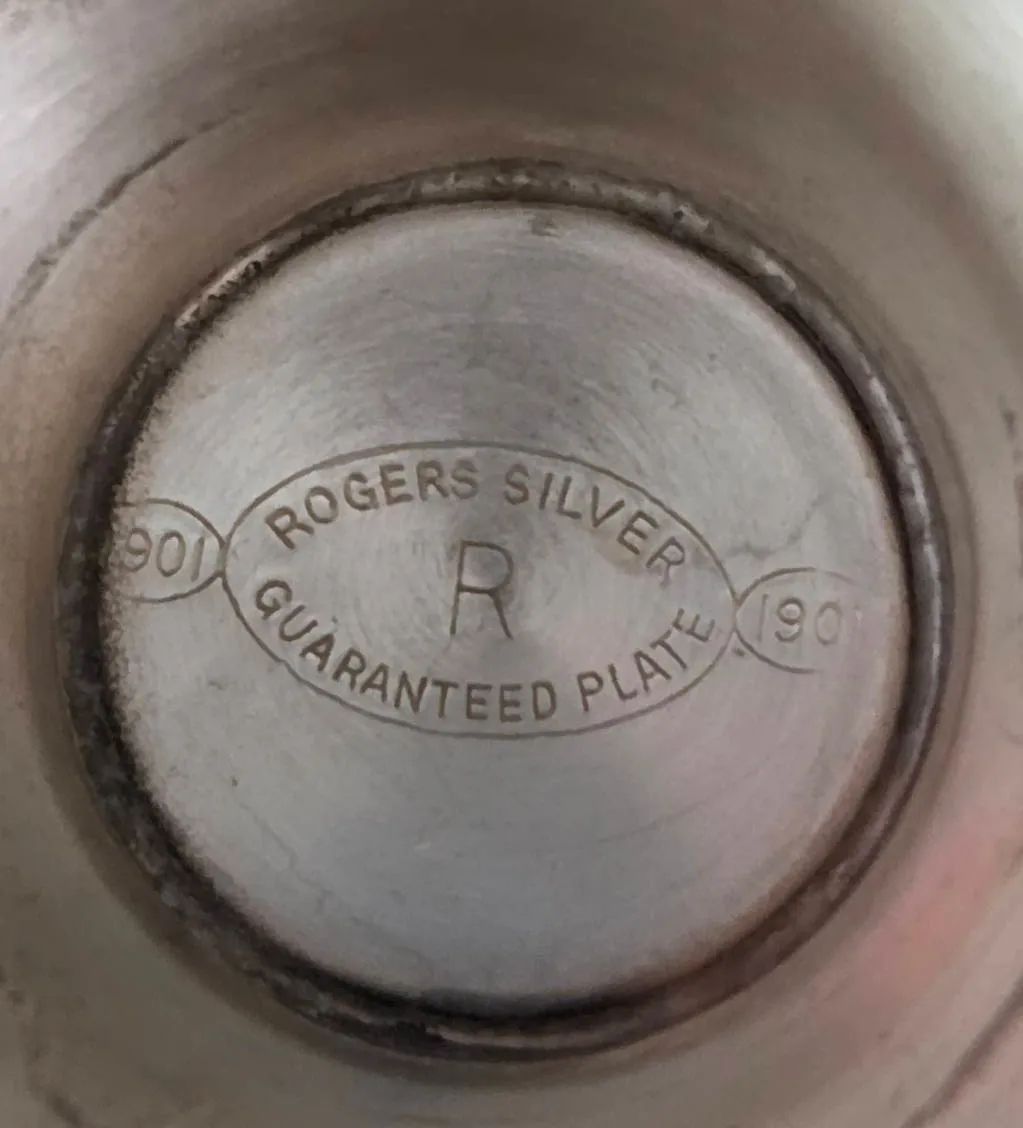 ROGERS SILVER
901 R 190
GUARANTEED PLATE